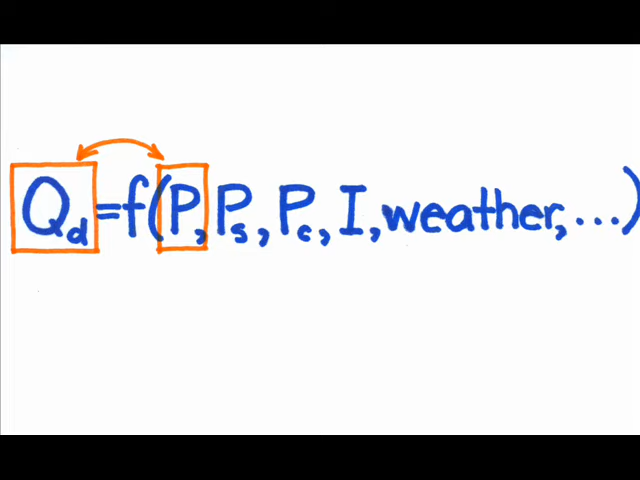 Qd=f(P, Ps, Pc, I, weather, ...)